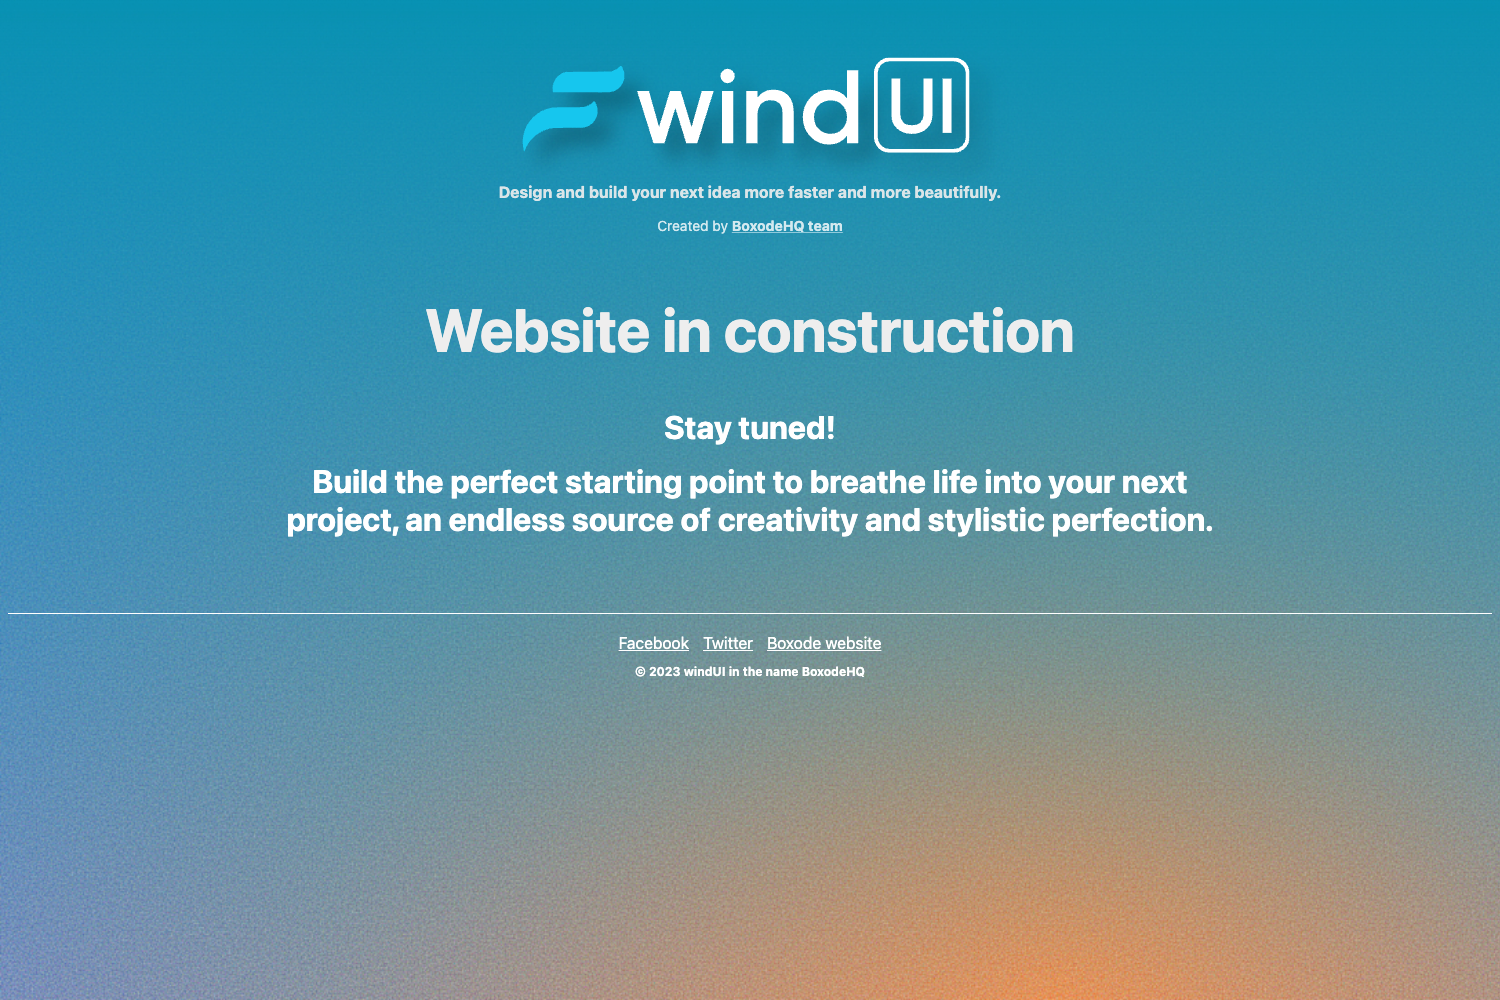 wind UI
Design and build your next idea more faster and more beautifully.
Created by BoxodeHQ team
Website in construction
Stay tuned!
Build the perfect starting point to breathe life into your next
project, an endless source of creativity and stylistic perfection.
Facebook Twitter Boxode website
© 2023 windUI in the name BoxodeHQ